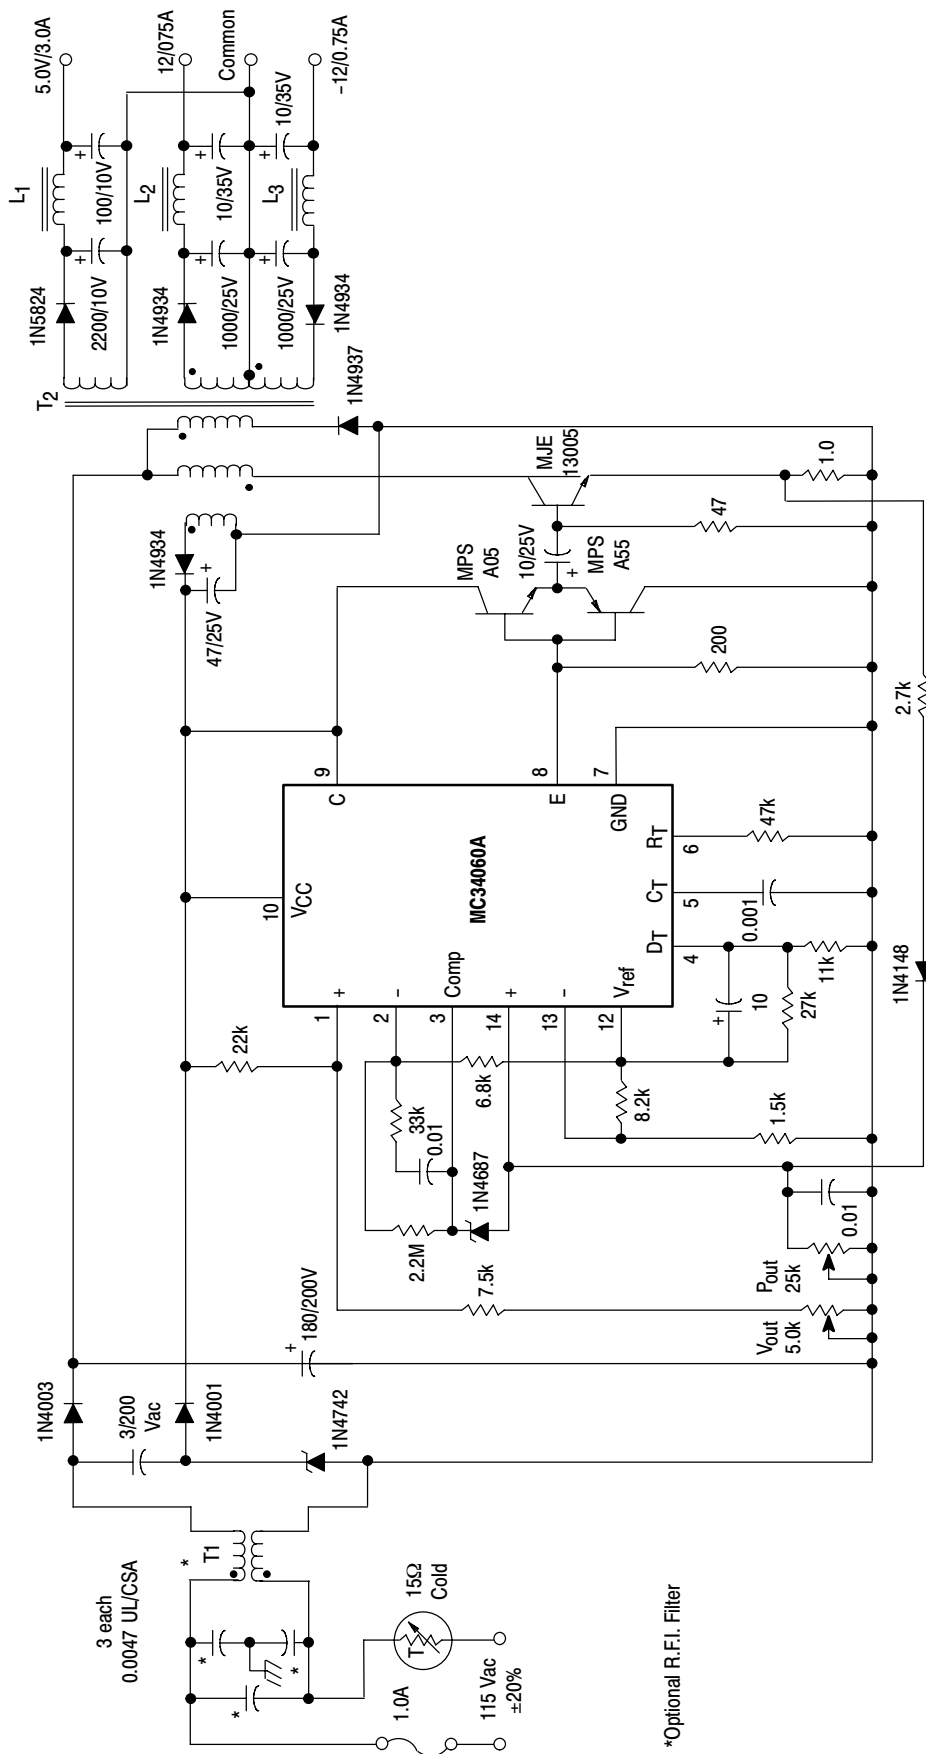 5.0V/3.0A
12/075A
Common
-12/0.75A
L1
+
100/10V
L2
+
10/35V
+
10/35V
L3
+
2200/10V
+
1000/25V
+
1000/25V
1N5824
1N4934
1N4934
T2
1N4937
1N4934
+
47/25V
MPS
A05
10/25V
+
MPS
A55
MJE
13005
47
1.0
200
2.7k
1N4148
MC34060A
9
C
8
E
7
GND
10
VCC
6
RT
5
CT
4
DT
1
+
2
-
3
Comp
14
+
13
-
12
Vref
47k
0.001
11k
+
10
27k
22k
33k
0.01
6.8k
8.2k
1.5k
2.2M
1N4687
7.5k
0.01
Pout
25k
Vout
5.0k
+
180/200V
1N4003
3/200
Vac
1N4001
1N4742
*
T1
3 each
0.0047 UL/CSA
*
*
*
T
15Ω
Cold
1.0A
115 Vac
±20%
*Optional R.F.I. Filter